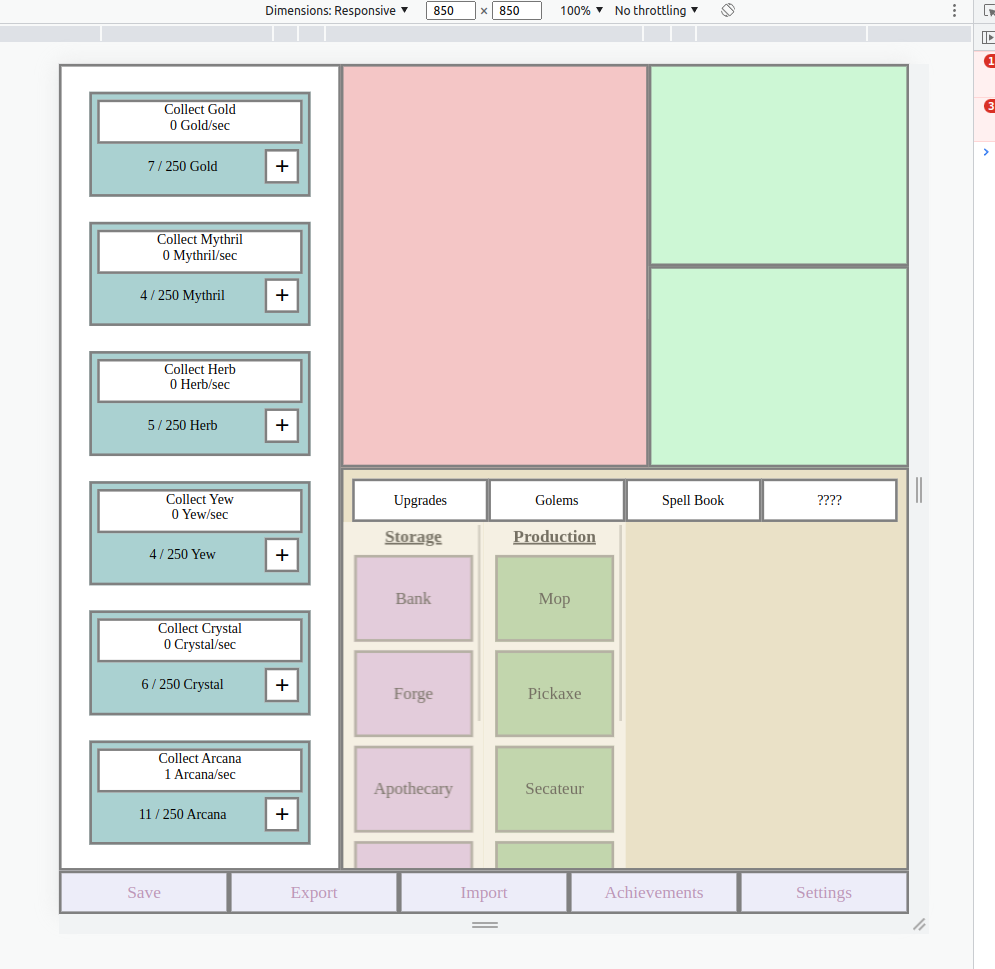 Dimensions: Responsive ▼ 850 × 850 100% ▼ No throttling ▼
1
3
Collect Gold
0 Gold/sec
7 / 250 Gold +
Collect Mythril
0 Mythril/sec
4 / 250 Mythril +
Collect Herb
0 Herb/sec
5 / 250 Herb +
Collect Yew
0 Yew/sec
4 / 250 Yew +
Collect Crystal
0 Crystal/sec
6 / 250 Crystal +
Collect Arcana
1 Arcana/sec
11 / 250 Arcana +
Upgrades Golems Spell Book ????
Storage Production
Bank Mop
Forge Pickaxe
Apothecary Secateur
Save Export Import Achievements Settings